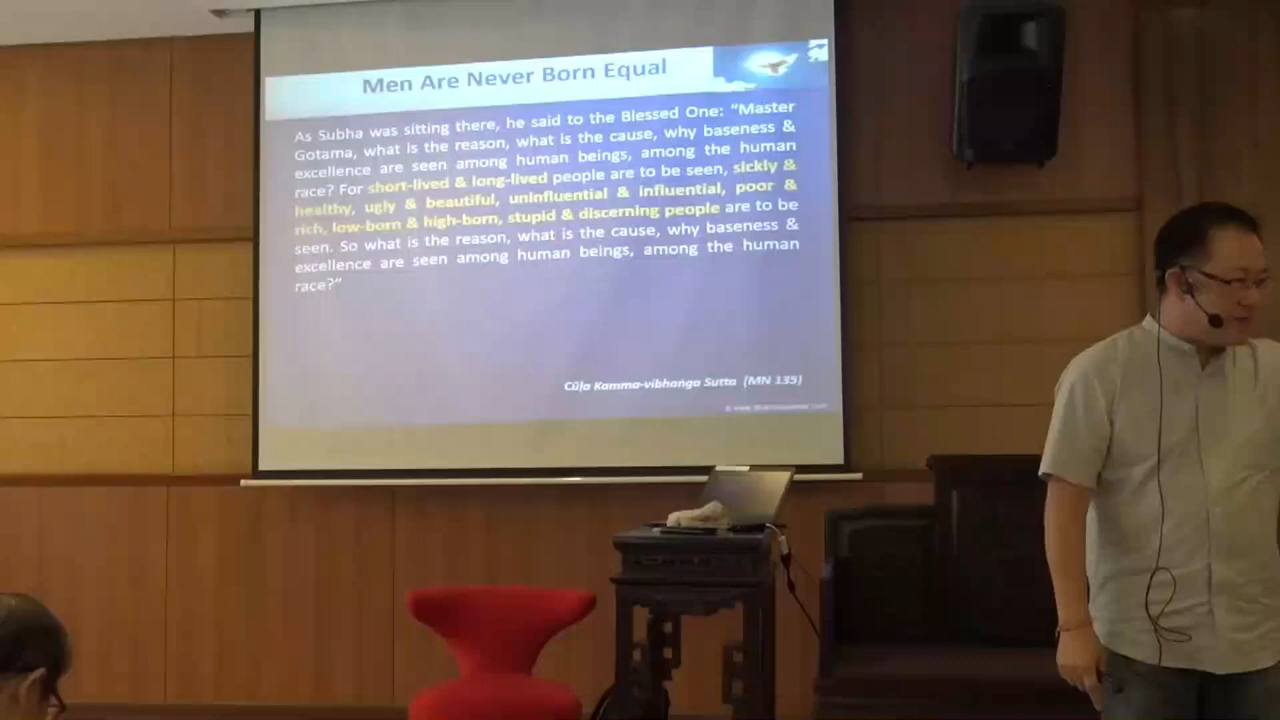 Men Are Never Born Equal
As Subha was sitting there, he said to the Blessed One: “Master
Gotama, what is the reason, what is the cause, why baseness &
excellence are seen among human beings, among the human
race? For short-lived & long-lived people are to be seen, sickly &
healthy, ugly & beautiful, uninfluential & influential, poor &
rich, low-born & high-born, stupid & discerning people are to be
seen. So what is the reason, what is the cause, why baseness &
excellence are seen among human beings, among the human
race?”
Cūḷa Kamma-vibhaṅga Sutta (MN 135)